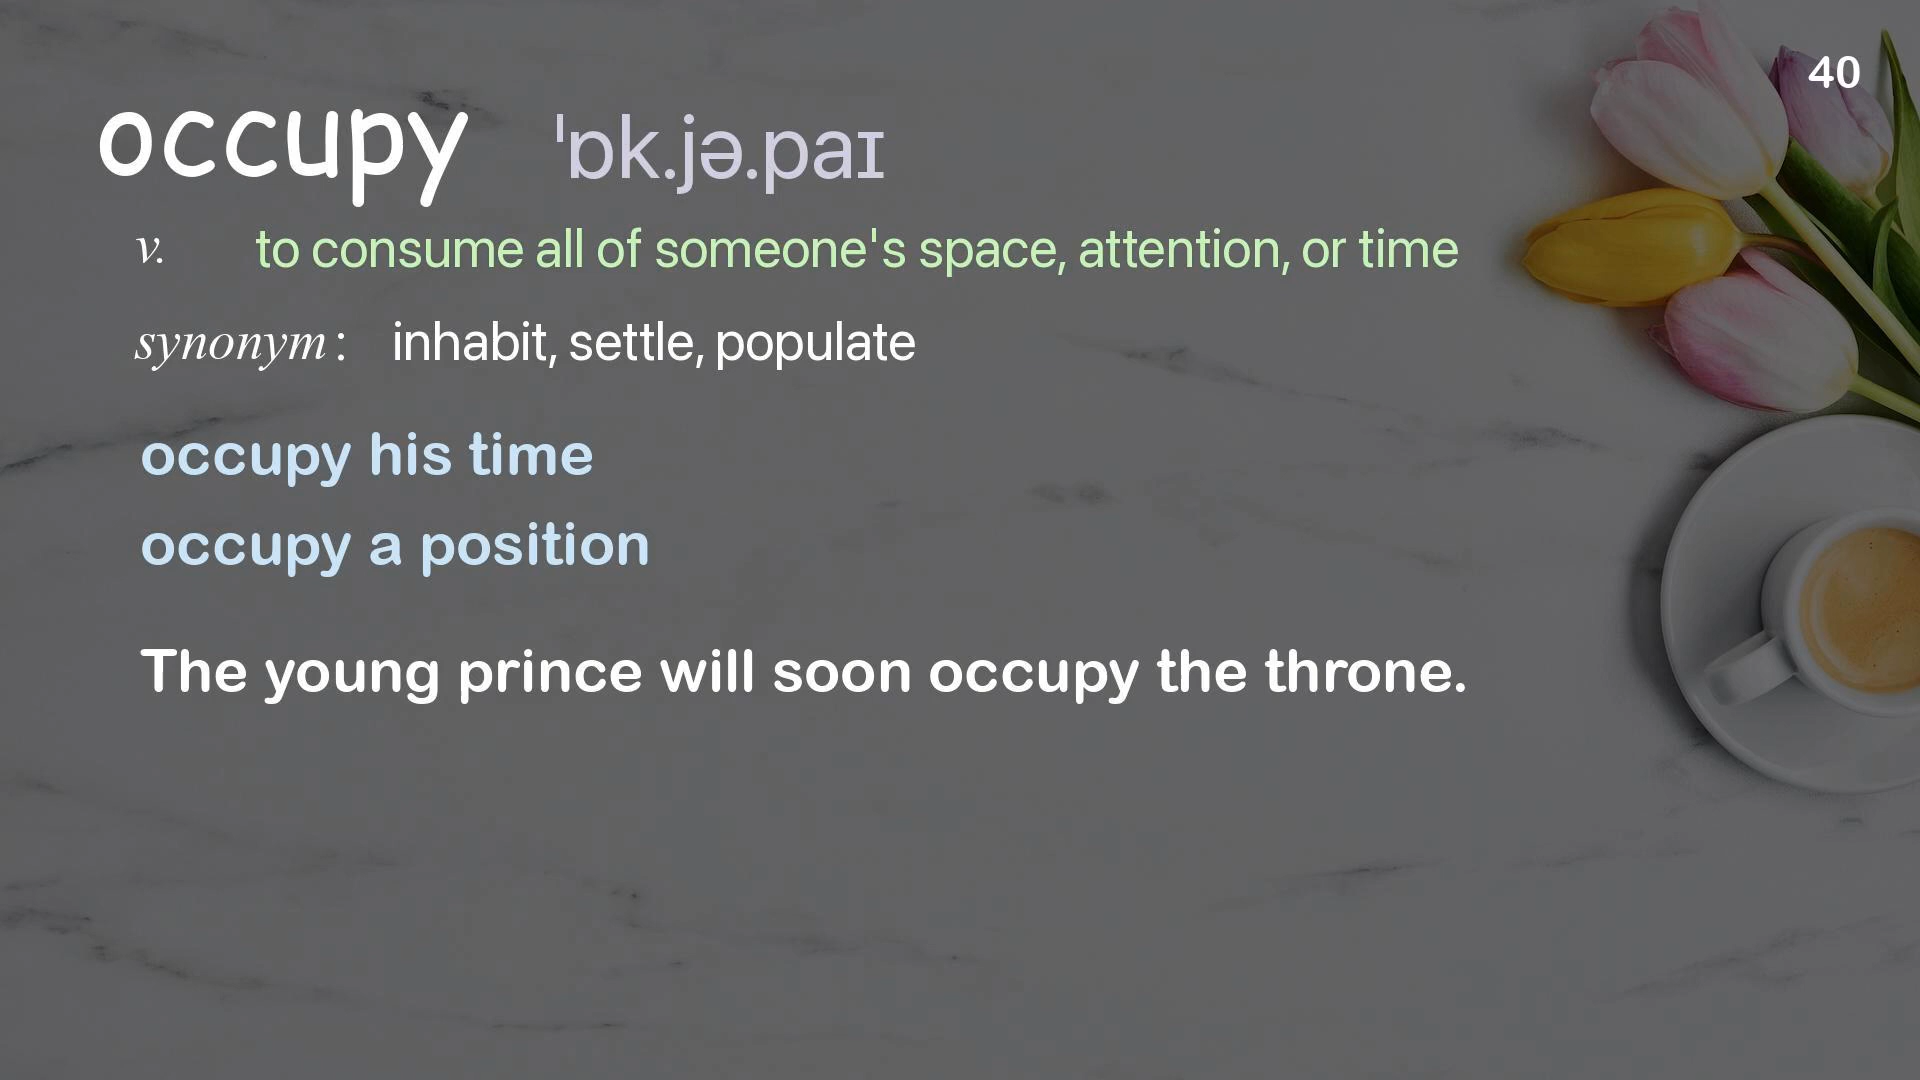 40
occupy ˈɒk.jə.paɪ
v. to consume all of someone's space, attention, or time
synonym : inhabit, settle, populate
occupy his time
occupy a position
The young prince will soon occupy the throne.